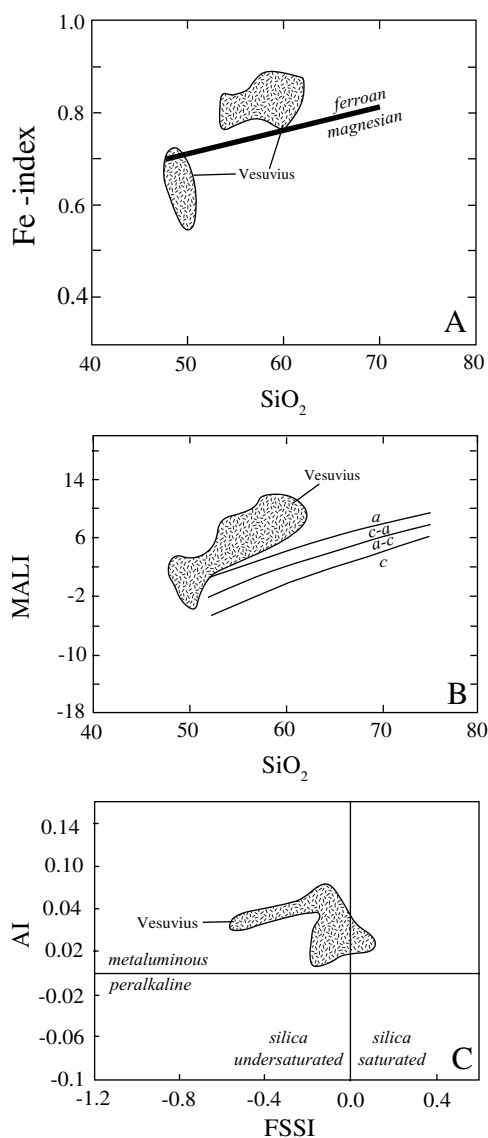 1.0
0.8
0.6
0.4
Fe -index
ferroan
magnesian
Vesuvius
A
40 50 60 70 80
SiO₂
14
6
-2
-10
-18
MALI
Vesuvius
a
c-a
a-c
c
B
40 50 60 70 80
SiO₂
0.14
0.10
0.04
0.02
-0.02
-0.06
-0.1
AI
Vesuvius
metaluminous
peralkaline
silica
undersaturated
silica
saturated
C
-1.2 -0.8 -0.4 0.0 0.4
FSSI